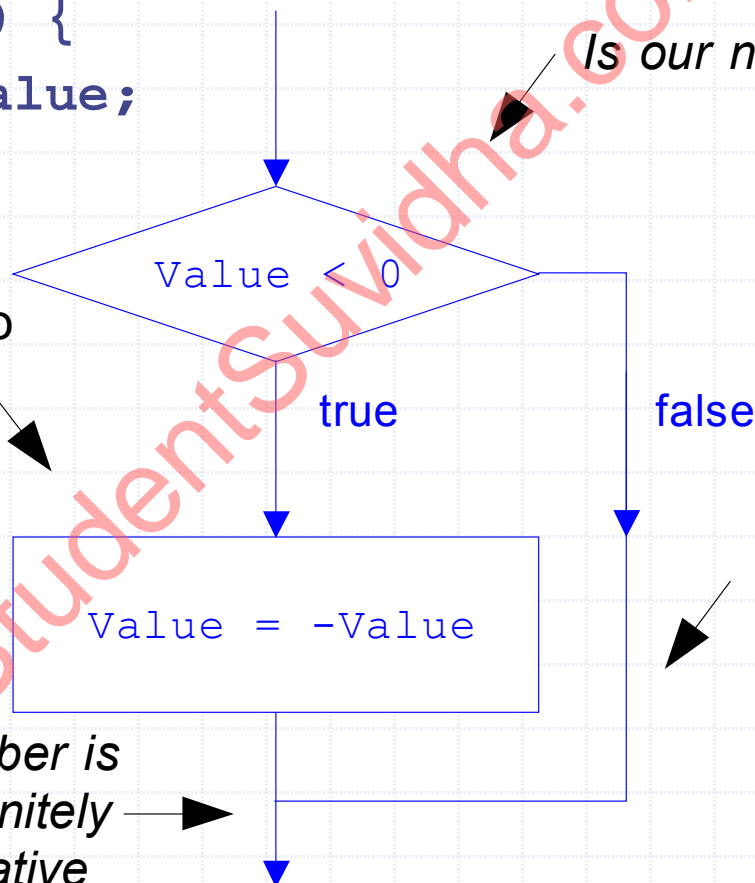 ) {
alue;
Is our n
Value < 0
o
true
false
Value = -Value
ber is
nitely
ative
StudentSuvidha.co